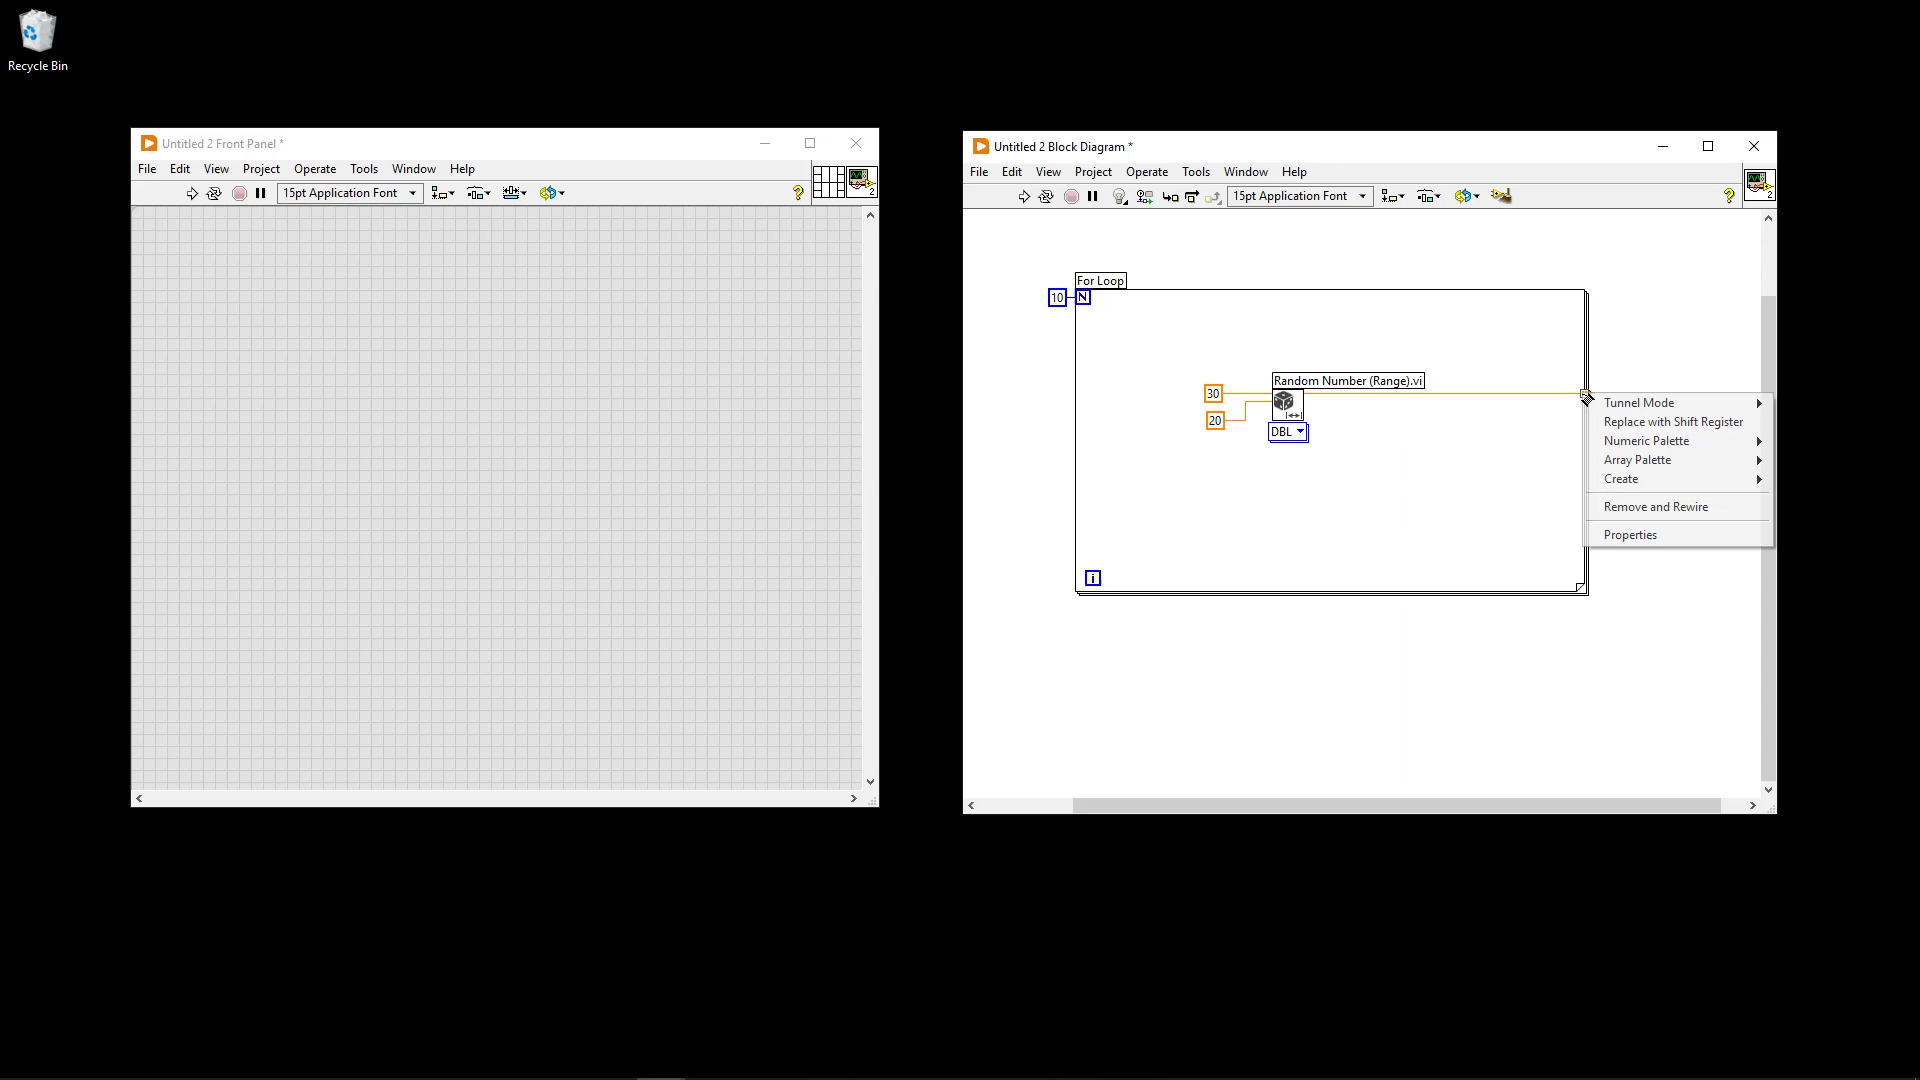 Recycle Bin
Untitled 2 Front Panel *
File Edit View Project Operate Tools Window Help
15pt Application Font
?
2
Untitled 2 Block Diagram *
File Edit View Project Operate Tools Window Help
15pt Application Font
?
2
For Loop
10
N
Random Number (Range).vi
30
20
DBL
i
Tunnel Mode
Replace with Shift Register
Numeric Palette
Array Palette
Create
Remove and Rewire
Properties